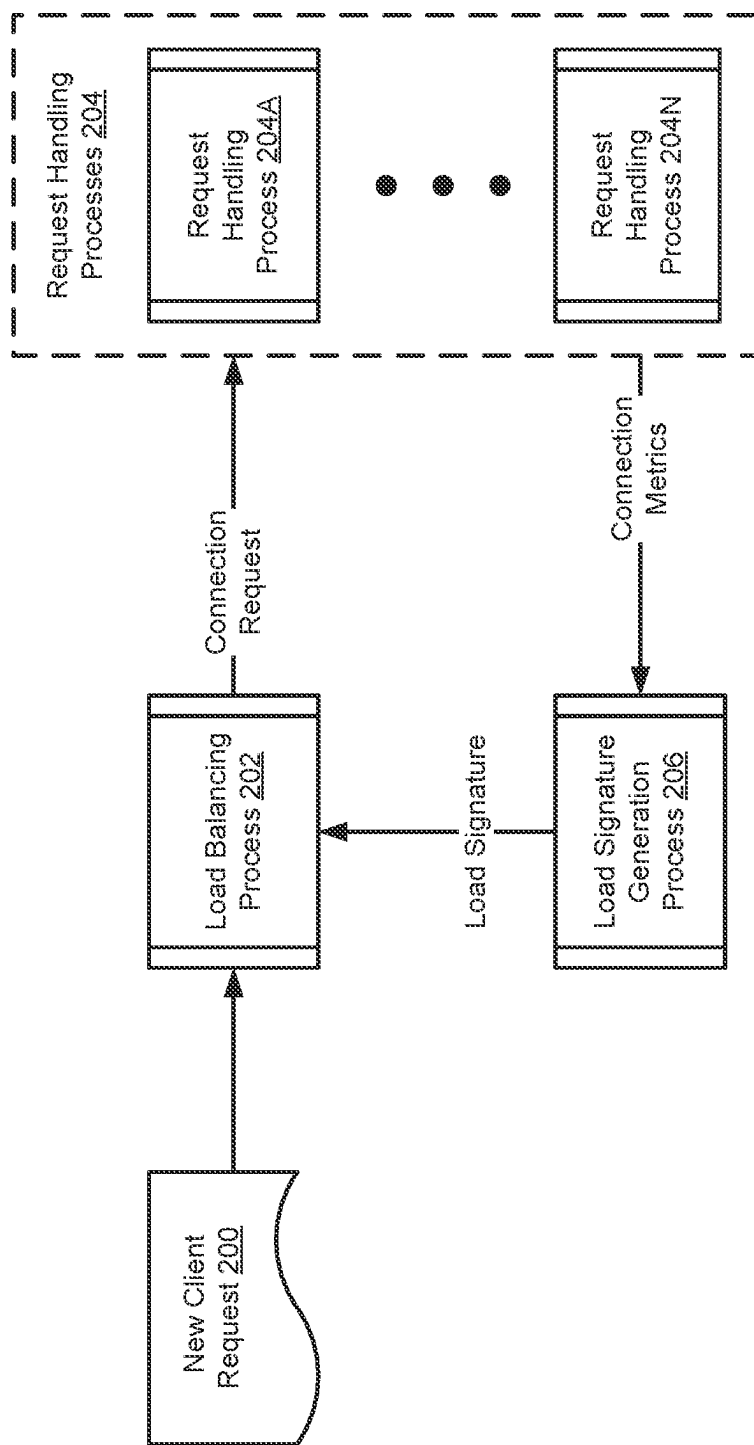 New Client
Request 200
Load Balancing
Process 202
Connection
Request
Request Handling
Processes 204
Request
Handling
Process 204A
Request
Handling
Process 204N
Connection
Metrics
Load Signature
Generation
Process 206
Load Signature